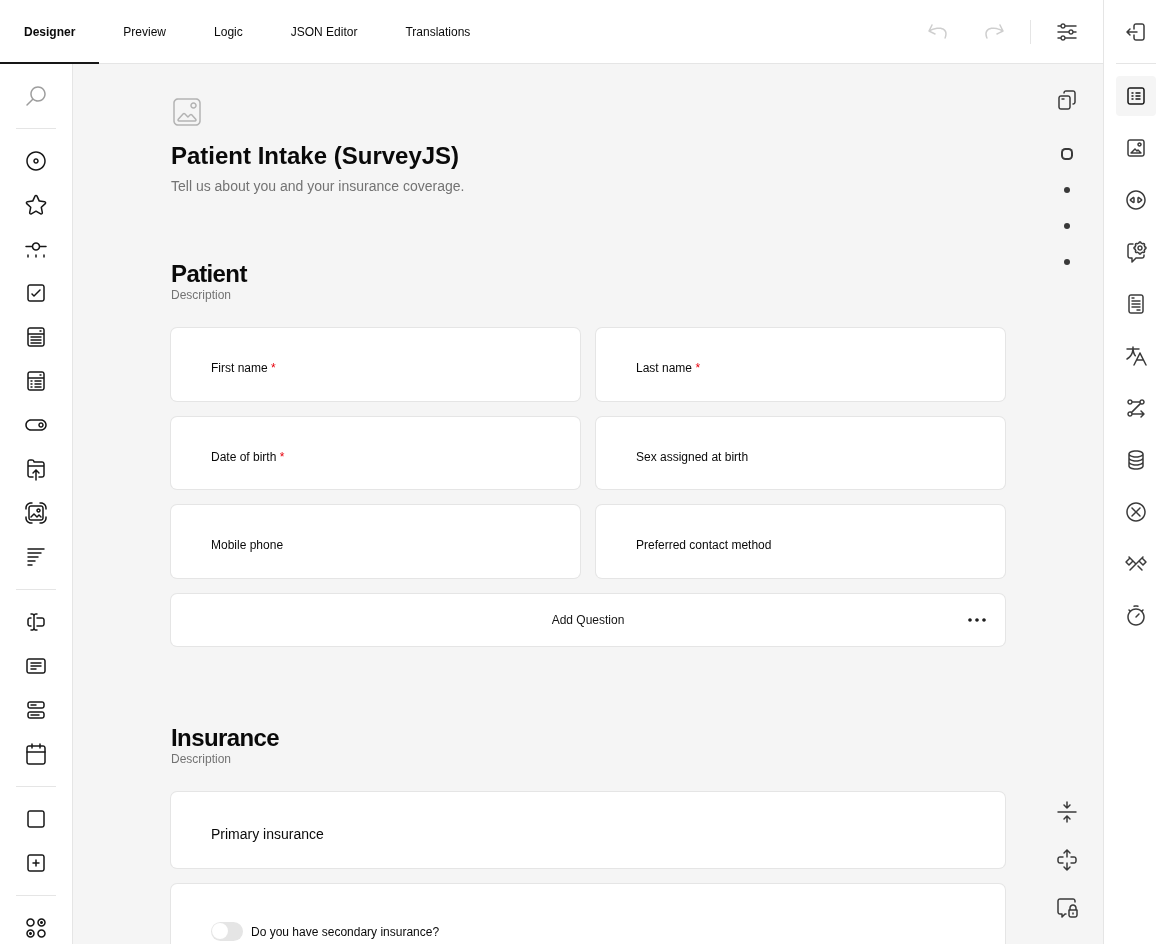 Designer
Preview
Logic
JSON Editor
Translations
Patient Intake (SurveyJS)
Tell us about you and your insurance coverage.
Patient
Description
First name *
Last name *
Date of birth *
Sex assigned at birth
Mobile phone
Preferred contact method
Add Question
Insurance
Description
Primary insurance
Do you have secondary insurance?